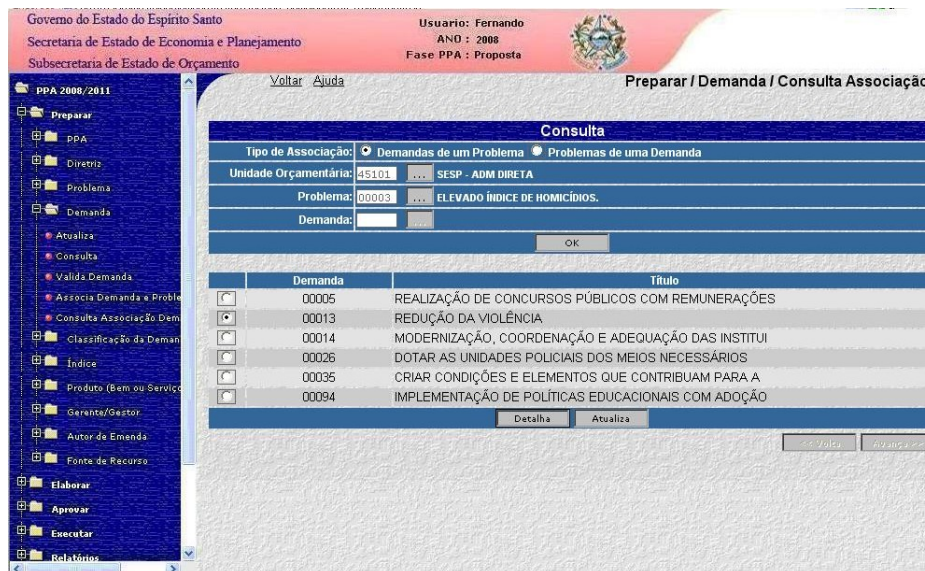 Governo do Estado do Espírito Santo
Secretaria de Estado de Economia e Planejamento
Subsecretaria de Estado de Orçamento
Usuario: Fernando
ANO : 2008
Fase PPA : Proposta
Voltar Ajuda
Preparar / Demanda / Consulta Associação
PPA 2008/2011
Preparar
PPA
Diretriz
Problema
Demanda
Atualiza
Consulta
Valida Demanda
Associa Demanda e Proble
Consulta Associação Dem
Classificação da Deman
Índice
Produto (Bem ou Serviço
Gerente/Gestor
Autor de Emenda
Fonte de Recurso
Elaborar
Aprovar
Executar
Relatórios
Consulta
Tipo de Associação: Demandas de um Problema Problemas de uma Demanda
Unidade Orçamentária: 45101 ... SESP - ADM DIRETA
Problema: 00003 ... ELEVADO ÍNDICE DE HOMICÍDIOS.
Demanda: ...
OK
Demanda Título
00005 REALIZAÇÃO DE CONCURSOS PÚBLICOS COM REMUNERAÇÕES
00013 REDUÇÃO DA VIOLÊNCIA
00014 MODERNIZAÇÃO, COORDENAÇÃO E ADEQUAÇÃO DAS INSTITUI
00026 DOTAR AS UNIDADES POLICIAIS DOS MEIOS NECESSÁRIOS
00035 CRIAR CONDIÇÕES E ELEMENTOS QUE CONTRIBUAM PARA A
00094 IMPLEMENTAÇÃO DE POLÍTICAS EDUCACIONAIS COM ADOÇÃO
Detalha Atualiza
<< Volta Avança >>